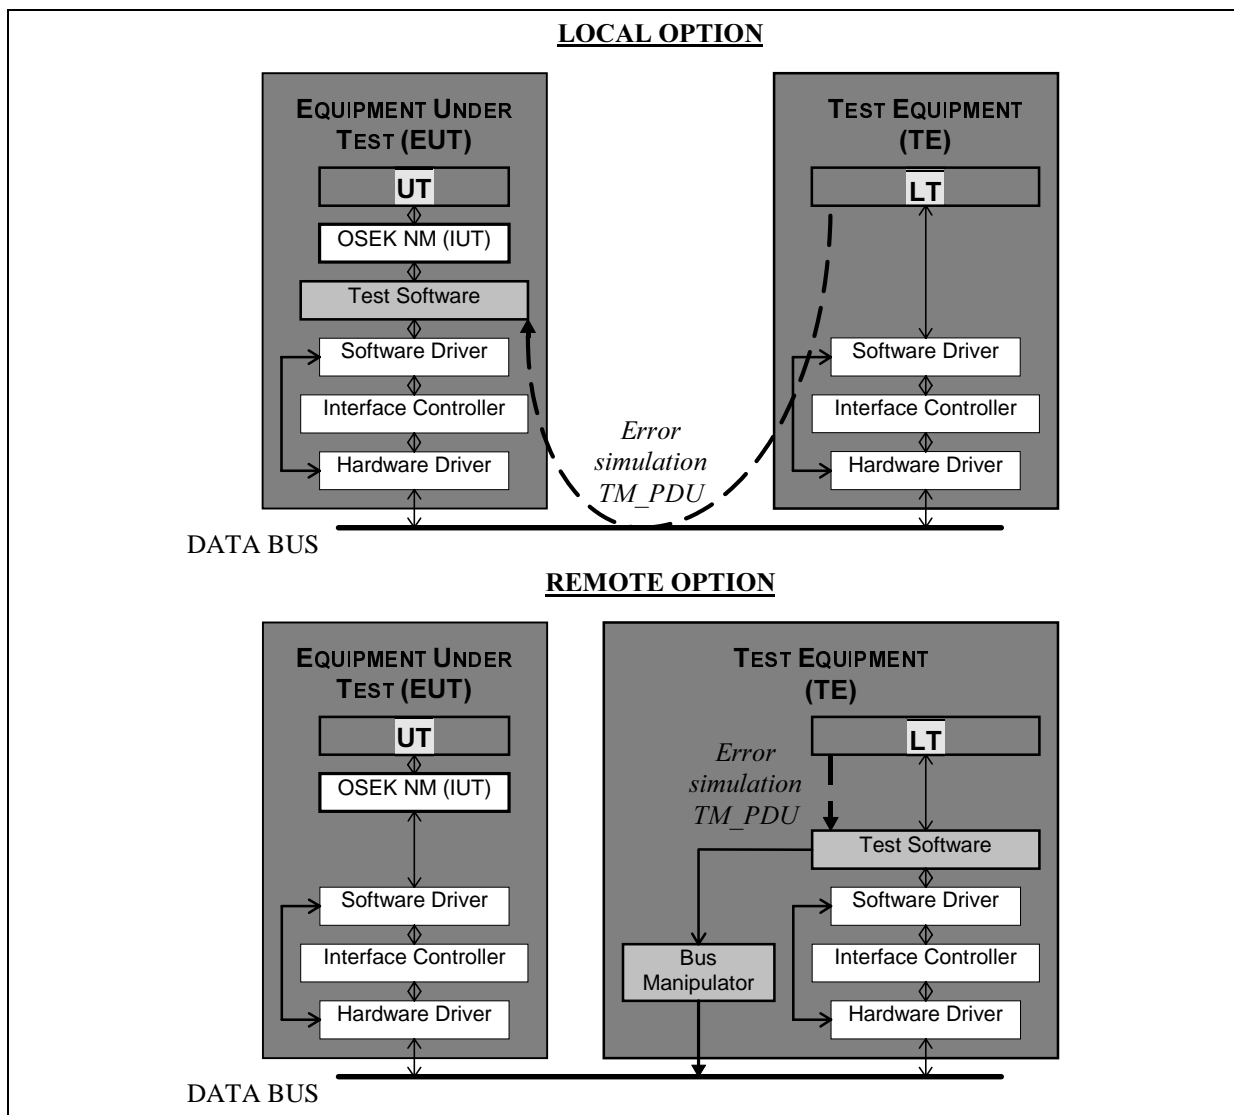 LOCAL OPTION
EQUIPMENT UNDER
TEST (EUT)
UT
OSEK NM (IUT)
Test Software
Software Driver
Interface Controller
Hardware Driver
TEST EQUIPMENT
(TE)
LT
Software Driver
Interface Controller
Hardware Driver
Error
simulation
TM_PDU
DATA BUS
REMOTE OPTION
EQUIPMENT UNDER
TEST (EUT)
UT
OSEK NM (IUT)
Software Driver
Interface Controller
Hardware Driver
TEST EQUIPMENT
(TE)
LT
Error
simulation
TM_PDU
Test Software
Software Driver
Bus
Manipulator
Interface Controller
Hardware Driver
DATA BUS